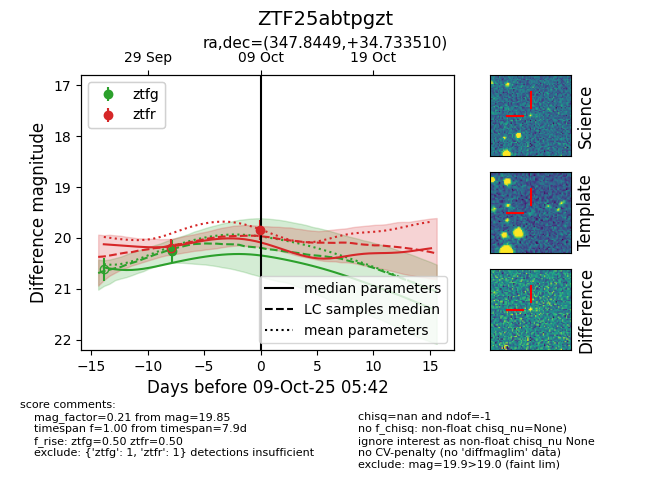 ZTF25abtpgzt
ra,dec=(347.8449,+34.733510)
29 Sep 09 Oct 19 Oct
ztfg
ztfr
17
18
19
20
21
22
Difference magnitude
median parameters
LC samples median
mean parameters
−15 −10 −5 0 5 10 15
Days before 09-Oct-25 05:42
Science
Template
Difference
score comments:
mag_factor=0.21 from mag=19.85
timespan f=1.00 from timespan=7.9d
f_rise: ztfg=0.50 ztfr=0.50
exclude: {'ztfg': 1, 'ztfr': 1} detections insufficient
chisq=nan and ndof=-1
no f_chisq: non-float chisq_nu=None)
ignore interest as non-float chisq_nu None
no CV-penalty (no 'diffmaglim' data)
exclude: mag=19.9>19.0 (faint lim)